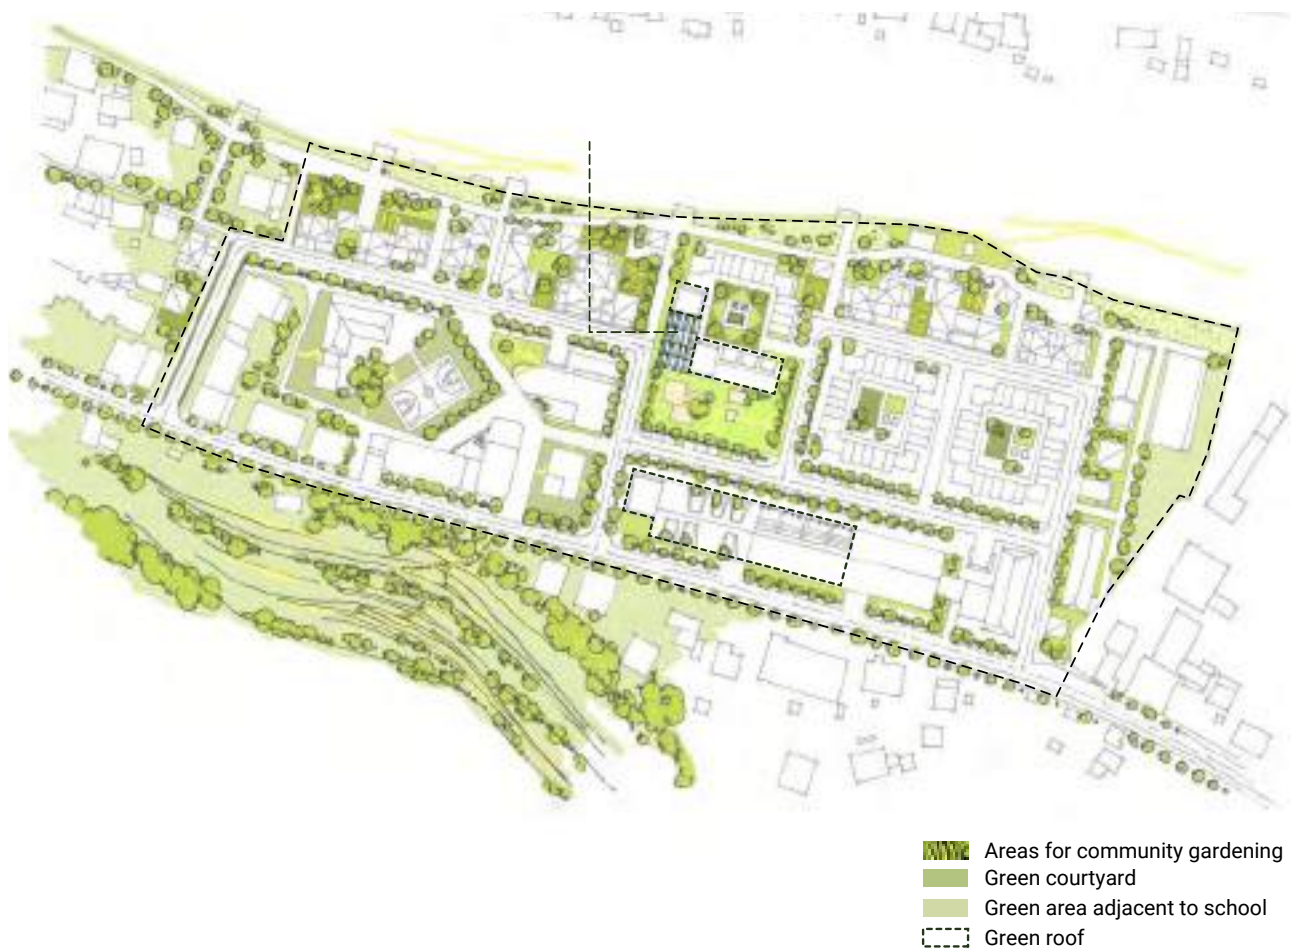 Areas for community gardening
Green courtyard
Green area adjacent to school
Green roof